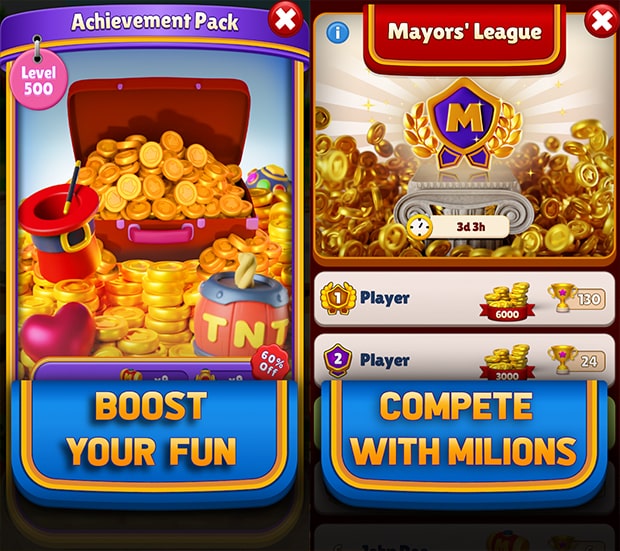 Achievement Pack
Level
500
TNT
60%
Off
BOOST
YOUR FUN
Mayors' League
i
M
3d 3h
1 Player 6000 130
2 Player 3000 24
COMPETE
WITH MILIONS